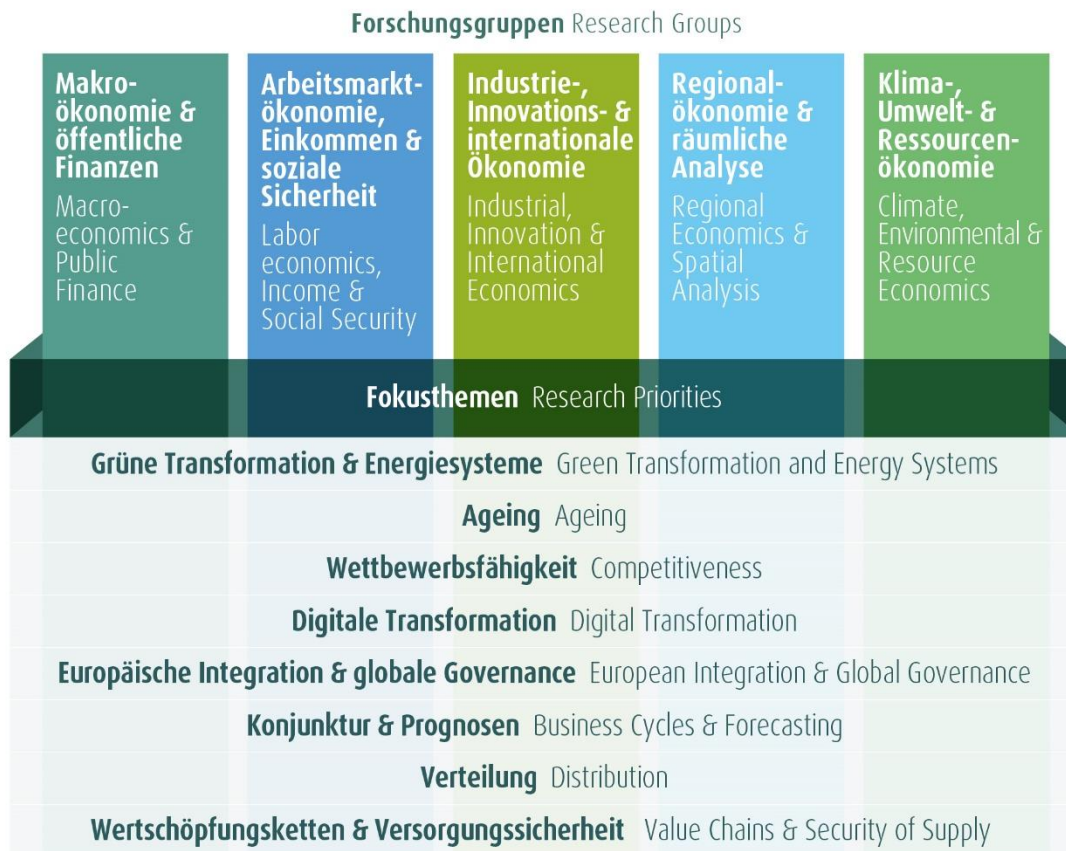 Forschungsgruppen Research Groups
Makro-
ökonomie &
öffentliche
Finanzen
Macro-
economics &
Public
Finance
Arbeitsmarkt-
ökonomie,
Einkommen &
soziale
Sicherheit
Labor
economics,
Income &
Social Security
Industrie-,
Innovations- &
internationale
Ökonomie
Industrial,
Innovation &
International
Economics
Regional-
ökonomie &
räumliche
Analyse
Regional
Economics &
Spatial
Analysis
Klima-,
Umwelt- &
Ressourcen-
ökonomie
Climate,
Environmental &
Resource
Economics
Fokusthemen Research Priorities
Grüne Transformation & Energiesysteme Green Transformation and Energy Systems
Ageing Ageing
Wettbewerbsfähigkeit Competitiveness
Digitale Transformation Digital Transformation
Europäische Integration & globale Governance European Integration & Global Governance
Konjunktur & Prognosen Business Cycles & Forecasting
Verteilung Distribution
Wertschöpfungsketten & Versorgungssicherheit Value Chains & Security of Supply